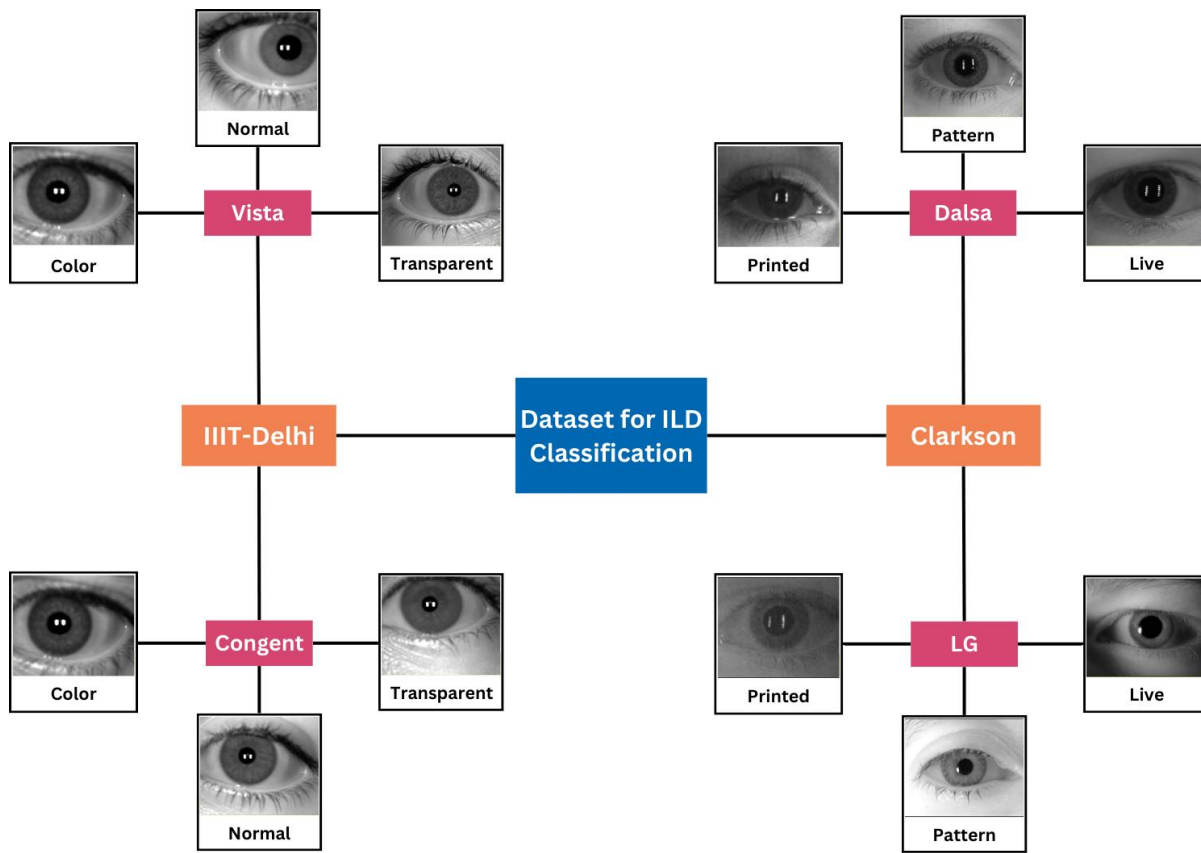 Normal
Pattern
Color
Vista
Transparent
Printed
Dalsa
Live
IIIT-Delhi
Dataset for ILD
Classification
Clarkson
Color
Congent
Transparent
Normal
Printed
LG
Live
Pattern